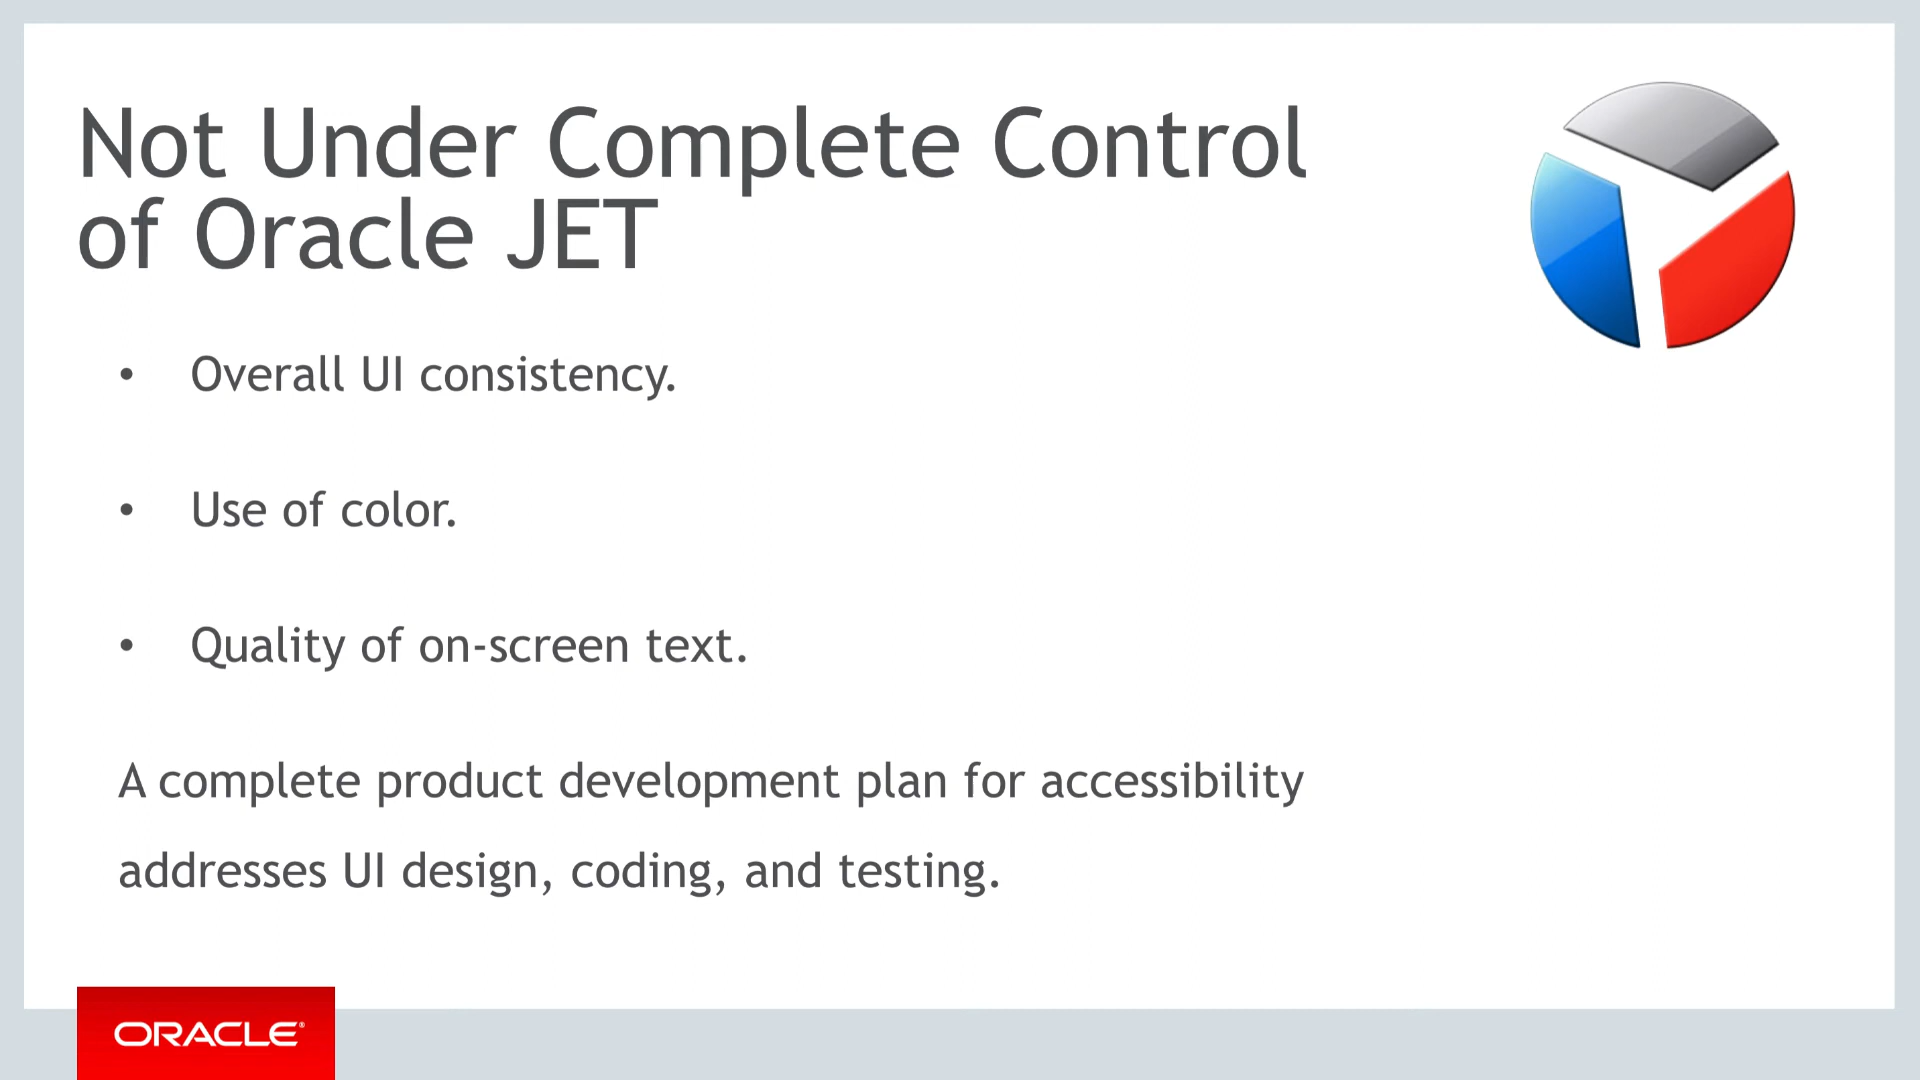 Not Under Complete Control
of Oracle JET
• Overall UI consistency.
• Use of color.
• Quality of on-screen text.
A complete product development plan for accessibility
addresses UI design, coding, and testing.
ORACLE®